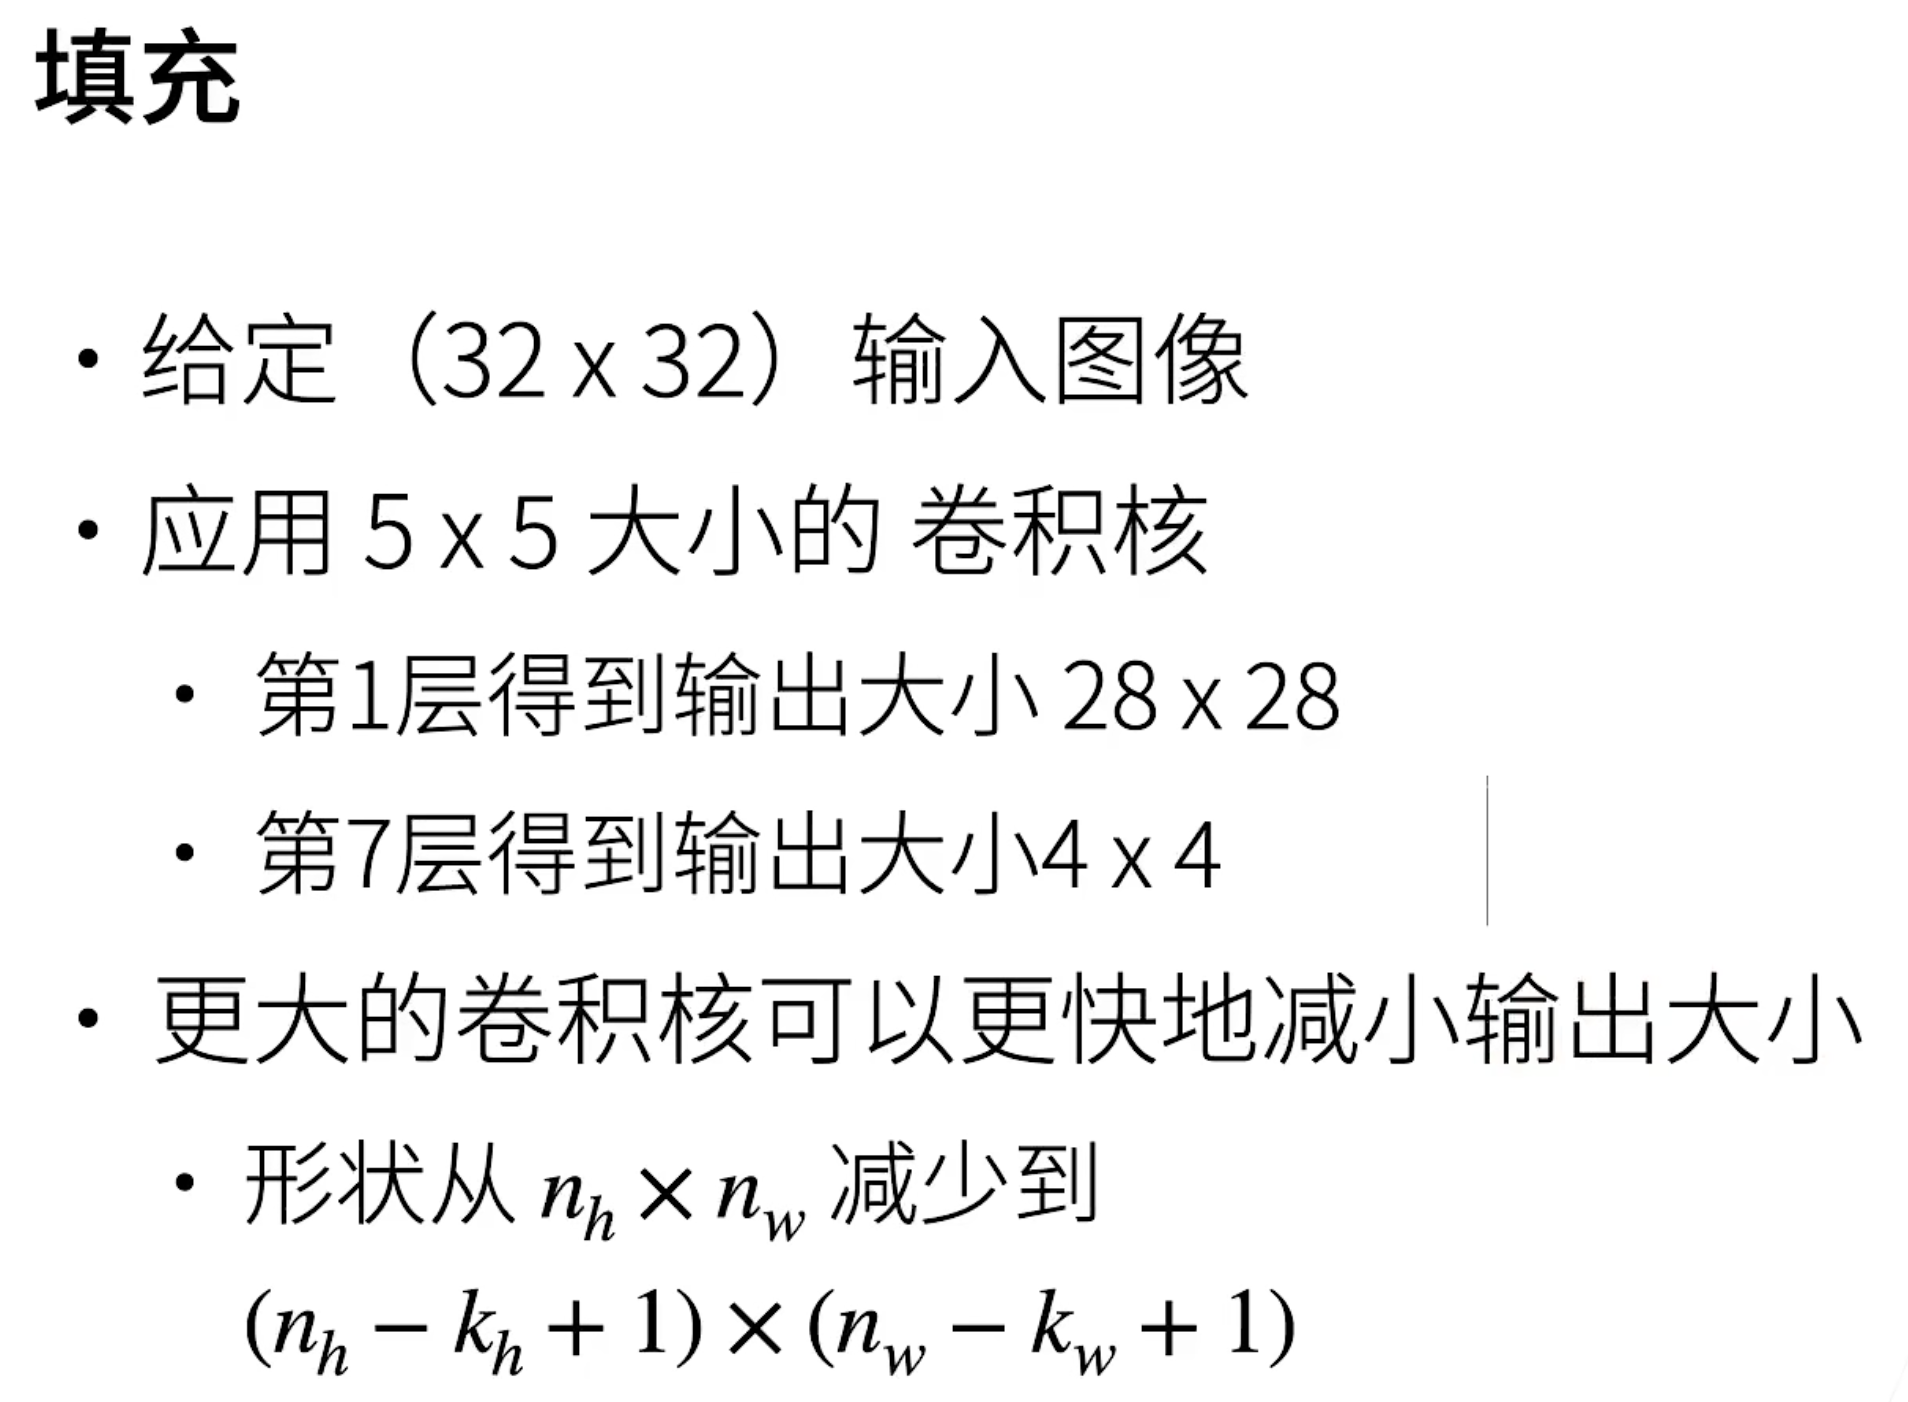 填充
• 给定（32 x 32）输入图像
• 应用 5 x 5 大小的 卷积核
• 第1层得到输出大小 28 x 28
• 第7层得到输出大小4 x 4
• 更大的卷积核可以更快地减小输出大小
• 形状从 $n_h \times n_w$ 减少到
$(n_h - k_h + 1) \times (n_w - k_w + 1)$